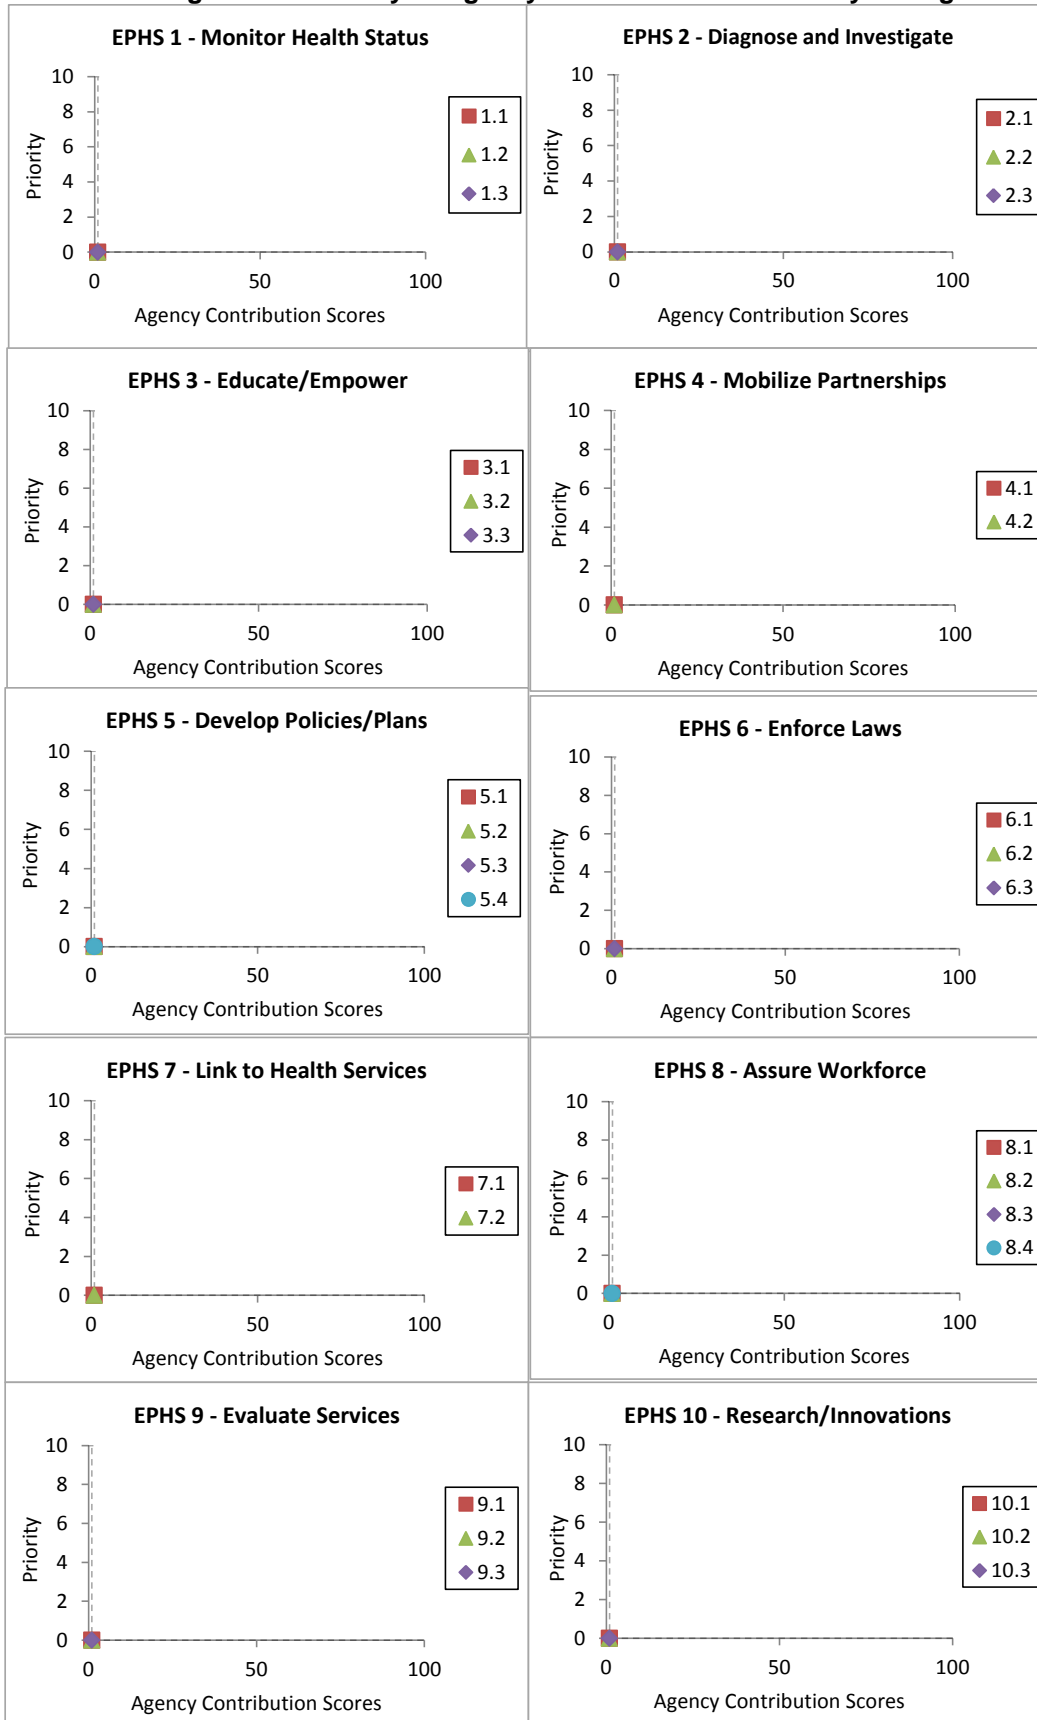 EPHS 1 - Monitor Health Status
10
8
6
4
2
0
Priority
0 50 100
Agency Contribution Scores
1.1
1.2
1.3
EPHS 2 - Diagnose and Investigate
10
8
6
4
2
0
Priority
0 50 100
Agency Contribution Scores
2.1
2.2
2.3
EPHS 3 - Educate/Empower
10
8
6
4
2
0
Priority
0 50 100
Agency Contribution Scores
3.1
3.2
3.3
EPHS 4 - Mobilize Partnerships
10
8
6
4
2
0
Priority
0 50 100
Agency Contribution Scores
4.1
4.2
EPHS 5 - Develop Policies/Plans
10
8
6
4
2
0
Priority
0 50 100
Agency Contribution Scores
5.1
5.2
5.3
5.4
EPHS 6 - Enforce Laws
10
8
6
4
2
0
Priority
0 50 100
Agency Contribution Scores
6.1
6.2
6.3
EPHS 7 - Link to Health Services
10
8
6
4
2
0
Priority
0 50 100
Agency Contribution Scores
7.1
7.2
EPHS 8 - Assure Workforce
10
8
6
4
2
0
Priority
0 50 100
Agency Contribution Scores
8.1
8.2
8.3
8.4
EPHS 9 - Evaluate Services
10
8
6
4
2
0
Priority
0 50 100
Agency Contribution Scores
9.1
9.2
9.3
EPHS 10 - Research/Innovations
10
8
6
4
2
0
Priority
0 50 100
Agency Contribution Scores
10.1
10.2
10.3